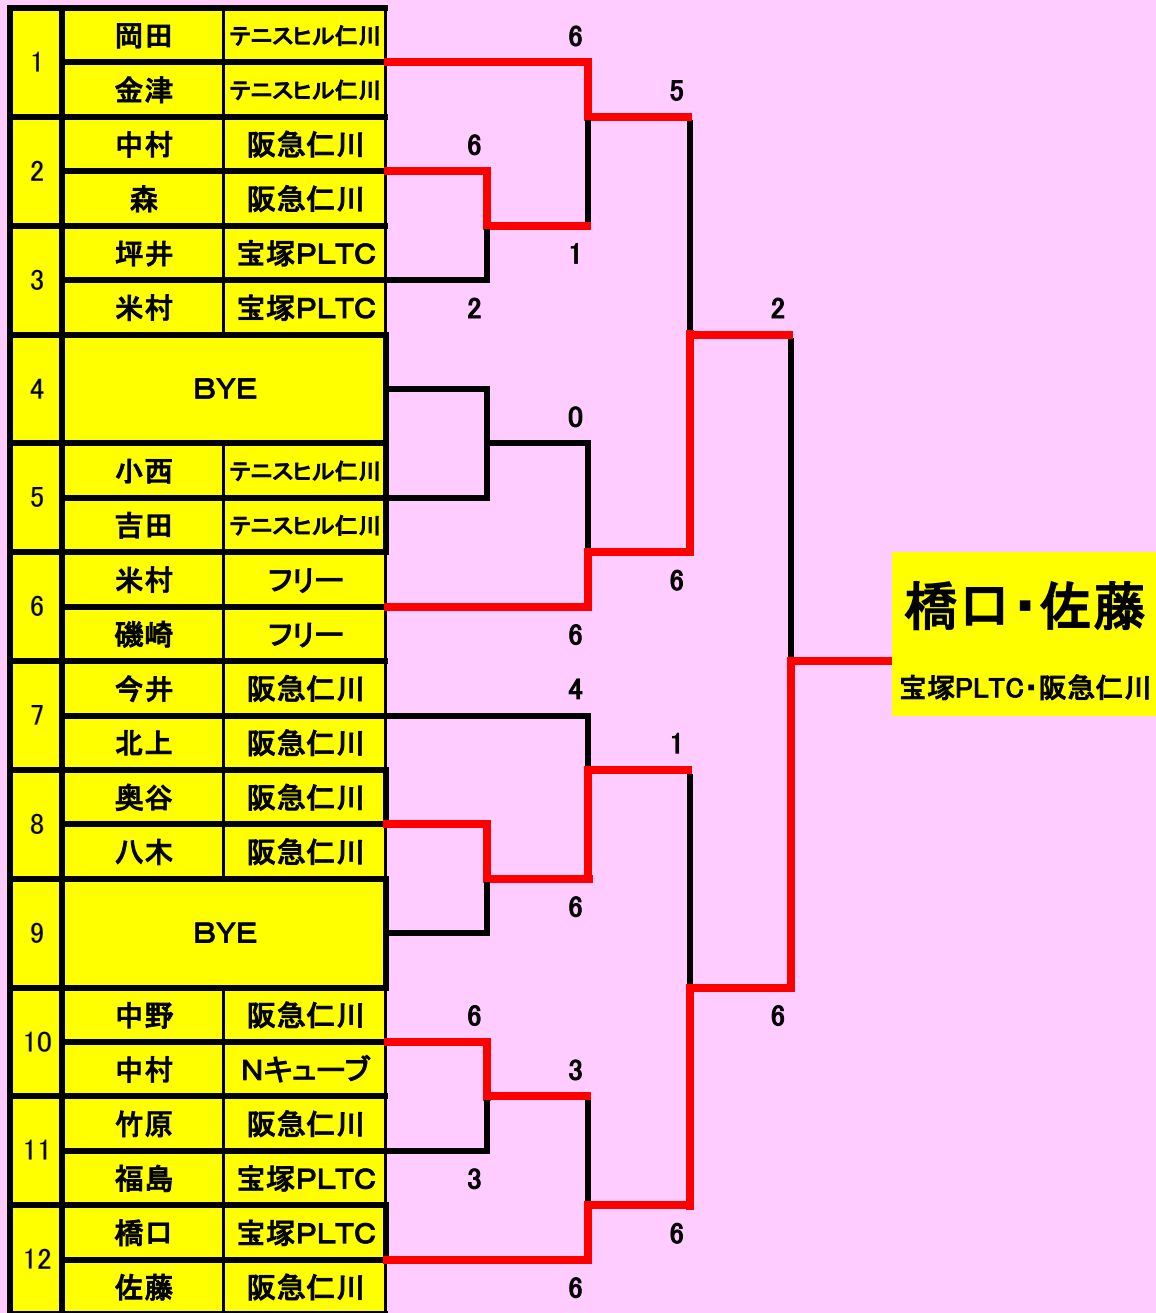 1
岡田 テニスヒル仁川
金津 テニスヒル仁川
6
5
2
中村 阪急仁川
森 阪急仁川
6
1
3
坪井 宝塚PLTC
米村 宝塚PLTC
2
2
4
BYE
0
5
小西 テニスヒル仁川
吉田 テニスヒル仁川
6
米村 フリー
磯崎 フリー
6
6
橋口・佐藤
宝塚PLTC・阪急仁川
7
今井 阪急仁川
北上 阪急仁川
4
1
8
奥谷 阪急仁川
八木 阪急仁川
9
BYE
6
10
中野 阪急仁川
中村 Nキューブ
6
3
6
11
竹原 阪急仁川
福島 宝塚PLTC
3
12
橋口 宝塚PLTC
佐藤 阪急仁川
6
6